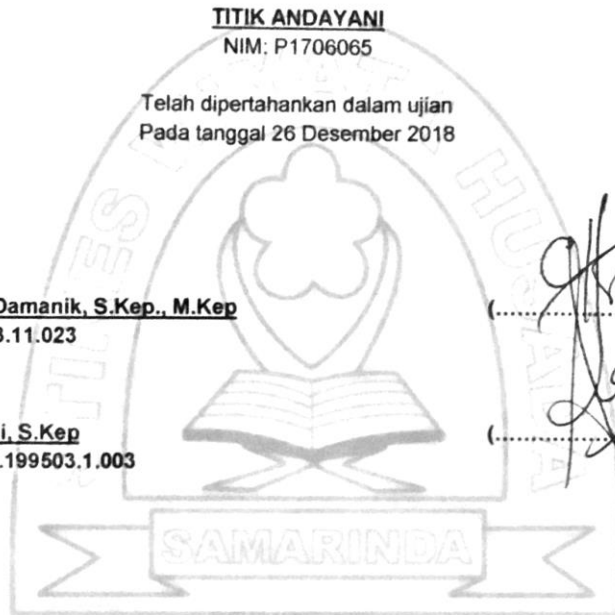 TITIK ANDAYANI
NIM: P1706065
Telah dipertahankan dalam ujian
Pada tanggal 26 Desember 2018
Damanik, S.Kep., M.Kep
(..........
3.11.023
i, S.Kep
(..........
.199503.1.003
SAMARINDA